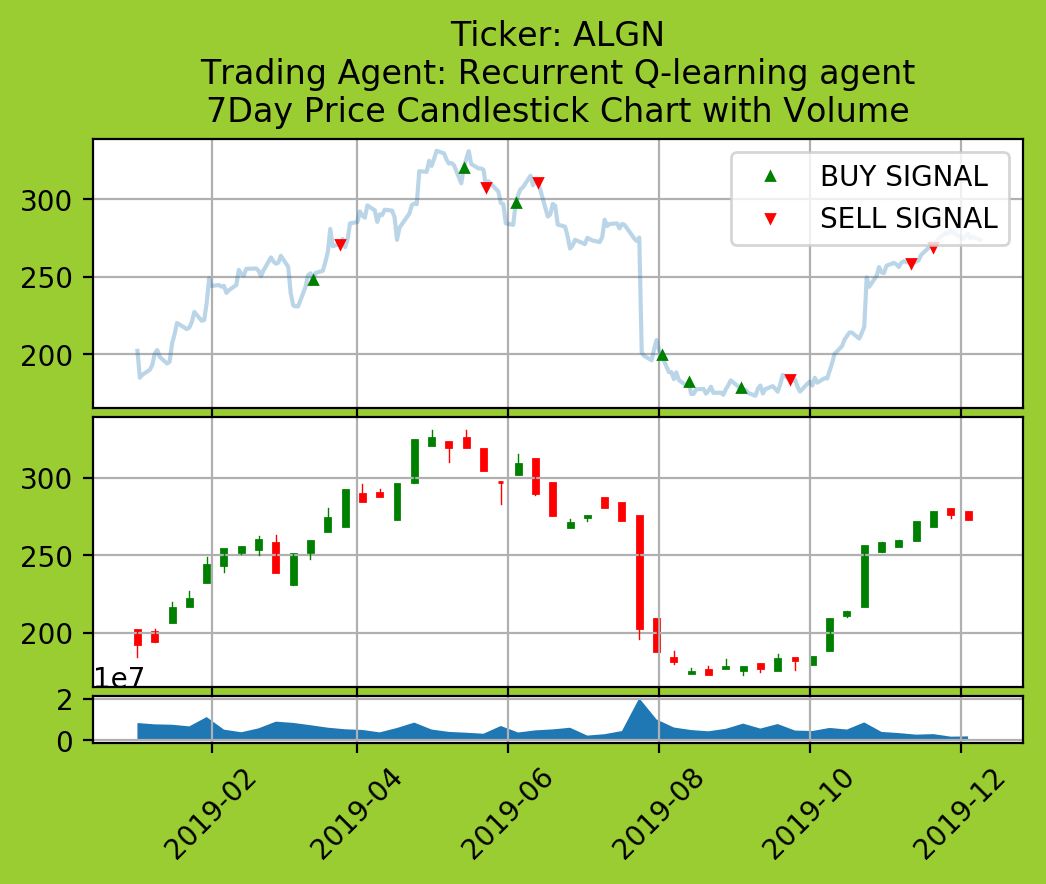 Ticker: ALGN
Trading Agent: Recurrent Q-learning agent
7Day Price Candlestick Chart with Volume
BUY SIGNAL
SELL SIGNAL
300
250
200
300
250
200
1e7
2
0
2019-02
2019-04
2019-06
2019-08
2019-10
2019-12